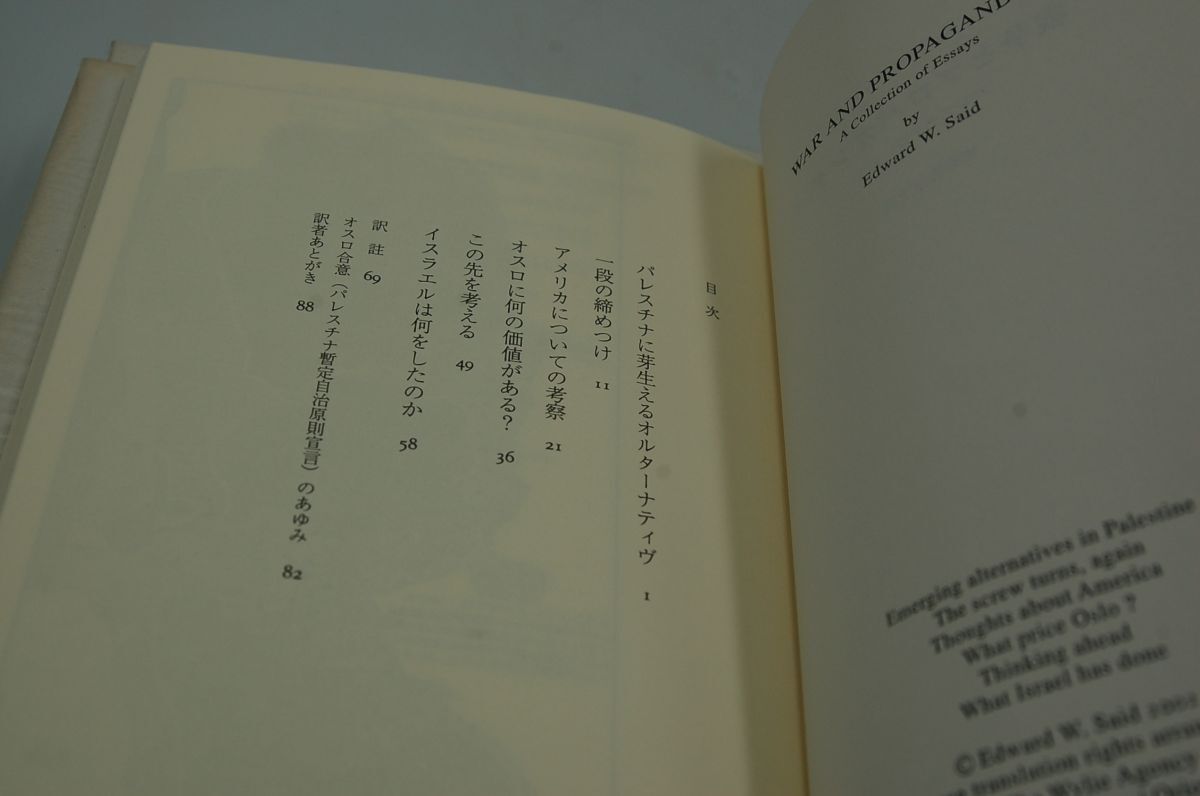 WAR AND PROPAGAND
A Collection of Essays
by
Edward W. Said
Emerging alternatives in Palestine
The screw turns, again
Thoughts about America
What price Oslo ?
Thinking ahead
What Israel has done
© Edward W. Said
translation rights
Wylie Agency
目次
パレスチナに芽生えるオルターナティヴ 1
一段の締めつけ 11
アメリカについての考察 21
オスロに何の価値がある？ 36
この先を考える 49
イスラエルは何をしたのか 58
訳註 69
オスロ合意（パレスチナ暫定自治原則宣言）のあゆみ 82
訳者あとがき 88